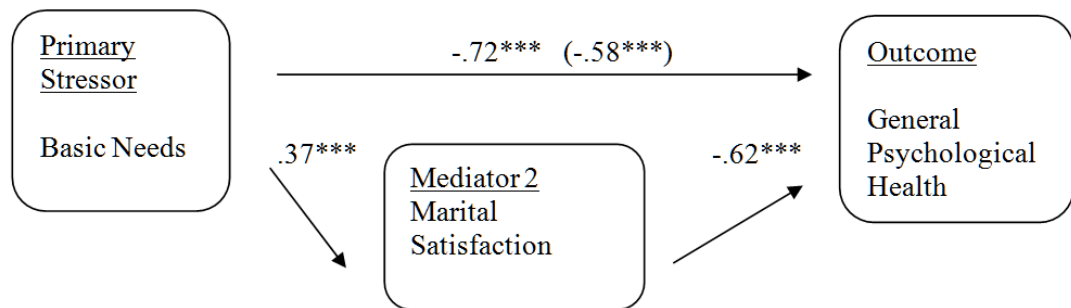 Primary
Stressor
Basic Needs
-.72*** (-.58***)
Outcome
General
Psychological
Health
.37***
-.62***
Mediator 2
Marital
Satisfaction